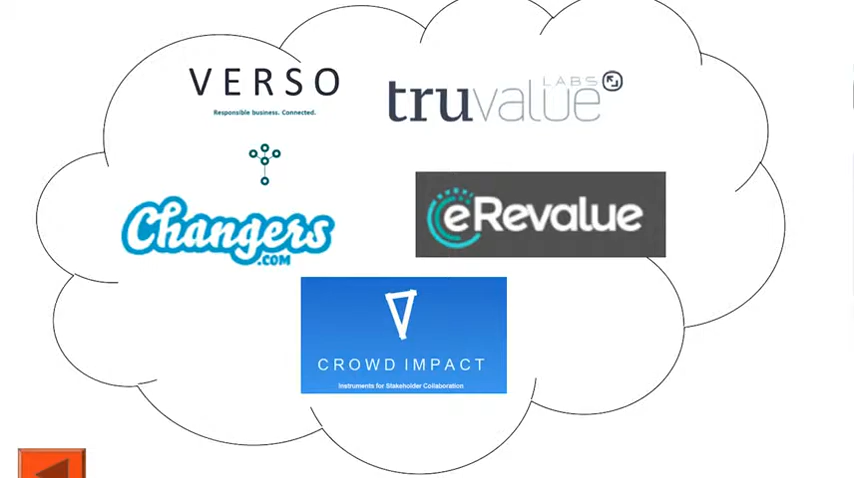 VERSO
Responsible business. Connected.
truvalue LABS
Changers
.COM
eRevalue
CROWD IMPACT
Instruments for Stakeholder Collaboration